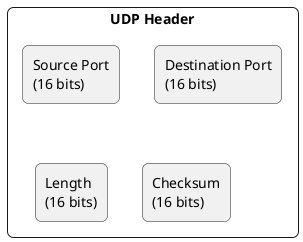 UDP Header
Source Port
(16 bits)
Destination Port
(16 bits)
Length
(16 bits)
Checksum
(16 bits)